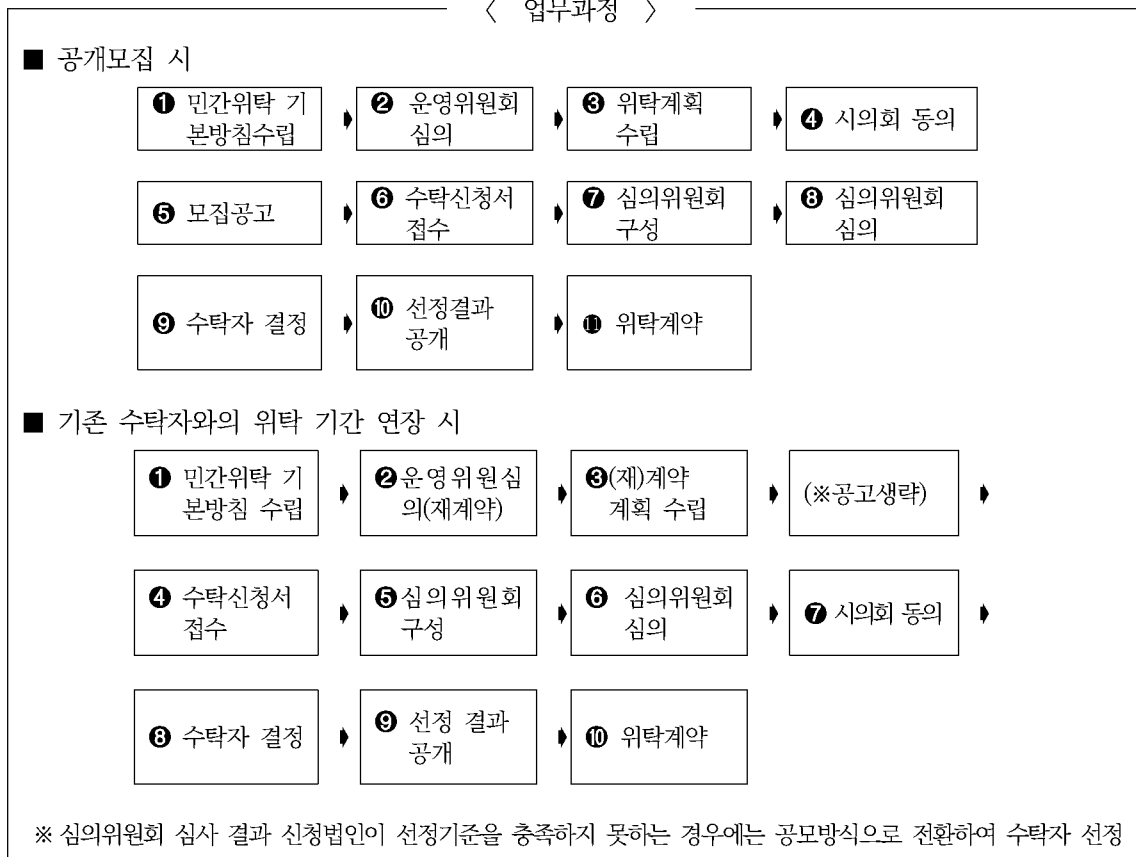 〈 업무과정 〉
■ 공개모집 시
❶ 민간위탁 기
본방침수립
❷ 운영위원회
심의
❸ 위탁계획
수립
❹ 시의회 동의
❺ 모집공고
❻ 수탁신청서
접수
❼ 심의위원회
구성
❽ 심의위원회
심의
❾ 수탁자 결정
❿ 선정결과
공개
⓫ 위탁계약
■ 기존 수탁자와의 위탁 기간 연장 시
❶ 민간위탁 기
본방침 수립
❷운영위원심
의(재계약)
❸(재)계약
계획 수립
(※공고생략)
❹ 수탁신청서
접수
❺심의위원회
구성
❻ 심의위원회
심의
❼ 시의회 동의
❽ 수탁자 결정
❾ 선정 결과
공개
❿ 위탁계약
※ 심의위원회 심사 결과 신청법인이 선정기준을 충족하지 못하는 경우에는 공모방식으로 전환하여 수탁자 선정